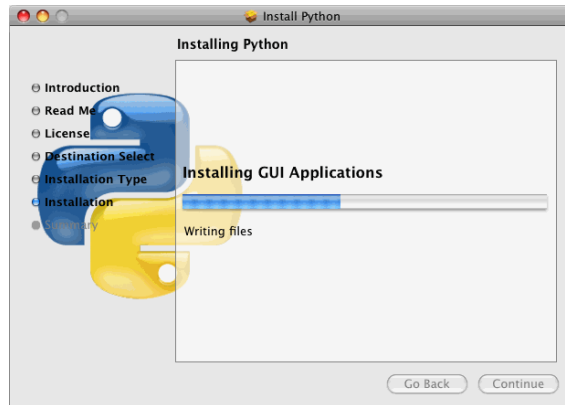 Install Python
Installing Python
Introduction
Read Me
License
Destination Select
Installation Type
Installation
Summary
Installing GUI Applications
Writing files
Go Back
Continue